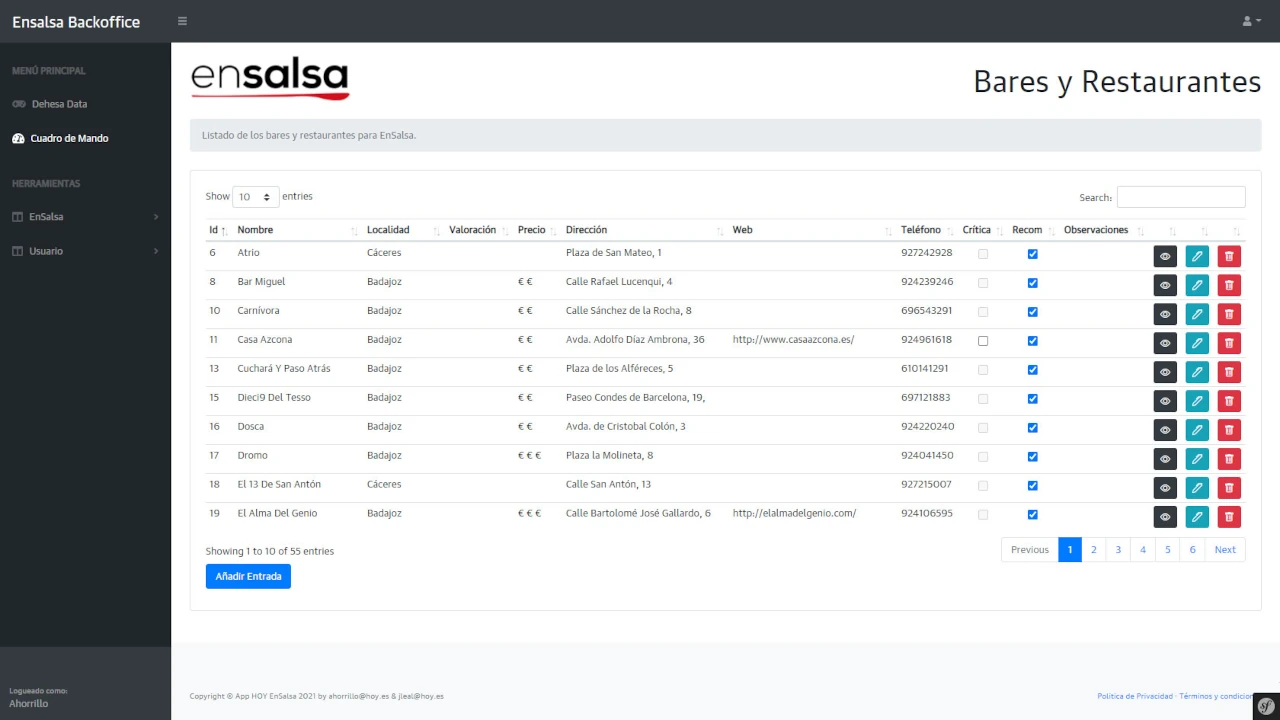 Ensalsa Backoffice
MENÚ PRINCIPAL
Dehesa Data
Cuadro de Mando
HERRAMIENTAS
EnSalsa
Usuario
Logueado como:
Ahorrillo
ensalsa
Bares y Restaurantes
Listado de los bares y restaurantes para EnSalsa.
Show 10 entries
Search:
Id Nombre Localidad Valoración Precio Dirección Web Teléfono Crítica Recom Observaciones
6 Atrio Cáceres Plaza de San Mateo, 1 927242928
8 Bar Miguel Badajoz € € Calle Rafael Lucenqui, 4 924239246
10 Carnívora Badajoz € € Calle Sánchez de la Rocha, 8 696543291
11 Casa Azcona Badajoz € € Avda. Adolfo Díaz Ambrona, 36 http://www.casaazcona.es/ 924961618
13 Cuchará Y Paso Atrás Badajoz € € Plaza de los Alféreces, 5 610141291
15 Dieci9 Del Tesso Badajoz € € Paseo Condes de Barcelona, 19, 697121883
16 Dosca Badajoz € € Avda. de Cristobal Colón, 3 924220240
17 Dromo Badajoz € € Plaza la Molineta, 8 924041450
18 El 13 De San Antón Cáceres Calle San Antón, 13 927215007
19 El Alma Del Genio Badajoz € € € Calle Bartolomé José Gallardo, 6 http://elalmadelgenio.com/ 924106595
Showing 1 to 10 of 55 entries
Previous 1 2 3 4 5 6 Next
Añadir Entrada
Copyright © App HOY EnSalsa 2021 by ahorrillo@hoy.es & jleal@hoy.es
Política de Privacidad · Términos y condicion
sf